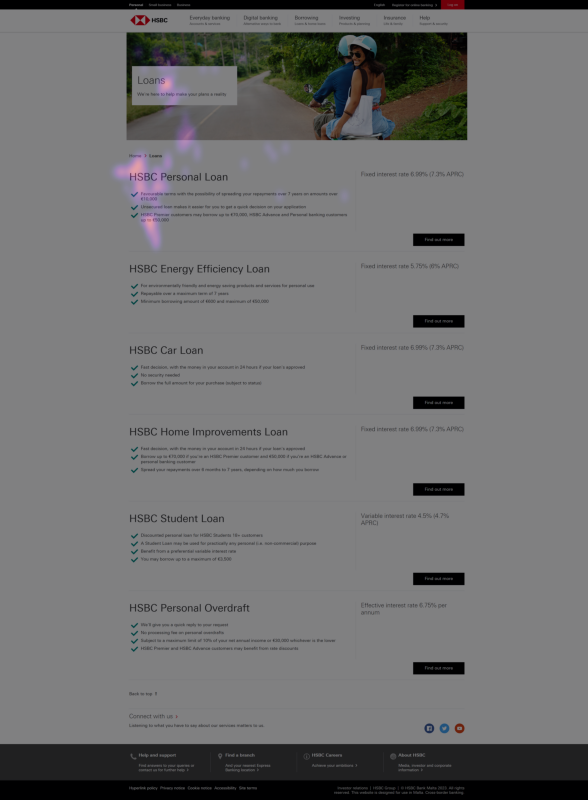 Personal Small business Business English Register for online banking Log on
HSBC Everyday banking Digital banking Borrowing Investing Insurance Help
Accounts & services Life & travel Support & security
Loans
We're here to help make your plans a reality.
Home > Loans
HSBC Personal Loan
Fixed interest rate 6.99% (7.3% APRC)
Favourable terms with the possibility of spreading your repayments over 7 years on amounts over
Unsecured loan makes it easier for you to get a quick decision on your application
HSBC Premier customers may borrow up to €70,000; HSBC Advance and Personal banking customers
up to €50,000
Find out more
HSBC Energy Efficiency Loan
Fixed interest rate 5.75% (6% APRC)
For environmentally friendly and energy saving products and services for personal use
Repayable over a maximum term of 7 years
Minimum borrowing amount of €600 and maximum of €50,000
Find out more
HSBC Car Loan
Fixed interest rate 6.99% (7.3% APRC)
Fast decision, with the money in your account in 24 hours if your loan's approved
No security needed
Borrow the full amount for your purchase (subject to status)
Find out more
HSBC Home Improvements Loan
Fixed interest rate 6.99% (7.3% APRC)
Fast decision, with the money in your account in 24 hours if your loan's approved
Borrow up to €70,000 if you're an HSBC Premier customer and €50,000 if you're an HSBC Advance or
personal banking customer
Spread your repayments over 6 months to 7 years, depending on how much you borrow
Find out more
HSBC Student Loan
Variable interest rate 4.5% (4.7%
APRC)
Discounted personal loan for HSBC Students 18+ customers
A Student Loan may be used for practically any personal (i.e. non-commercial) purpose
Benefit from a preferential variable interest rate
You may borrow up to a maximum of €3,500
Find out more
HSBC Personal Overdraft
Effective interest rate 6.75% per
annum
We'll give you a quick reply to your request
No processing fee on personal overdrafts
Subject to a maximum limit of 10% of your net annual income or €50,000 whichever is the lower
HSBC Premier and HSBC Advance customers may benefit from rate discounts
Find out more
Back to top
Connect with us >
Listening to what you have to say about our services matters to us.
Help and support Find a branch HSBC Careers About HSBC
Find answers to your queries or
contact us for further help >
Find your nearest
Banking location >
Achieve your ambitions >
Media, investor and corporate
information >
Hyperlink policy Privacy notice Cookie notice Accessibility Site terms
Investor relations | HSBC Group | © HSBC Bank Malta 2022. All rights
reserved. This website is designed for use in Malta. Cross-border banking.